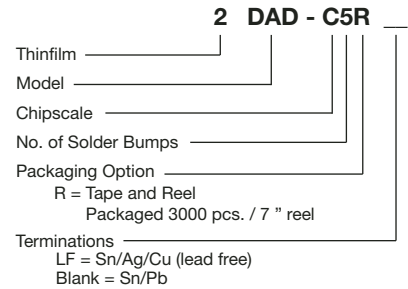 2 DAD - C5R __
Thinfilm
Model
Chipscale
No. of Solder Bumps
Packaging Option
R = Tape and Reel
Packaged 3000 pcs. / 7 ” reel
Terminations
LF = Sn/Ag/Cu (lead free)
Blank = Sn/Pb